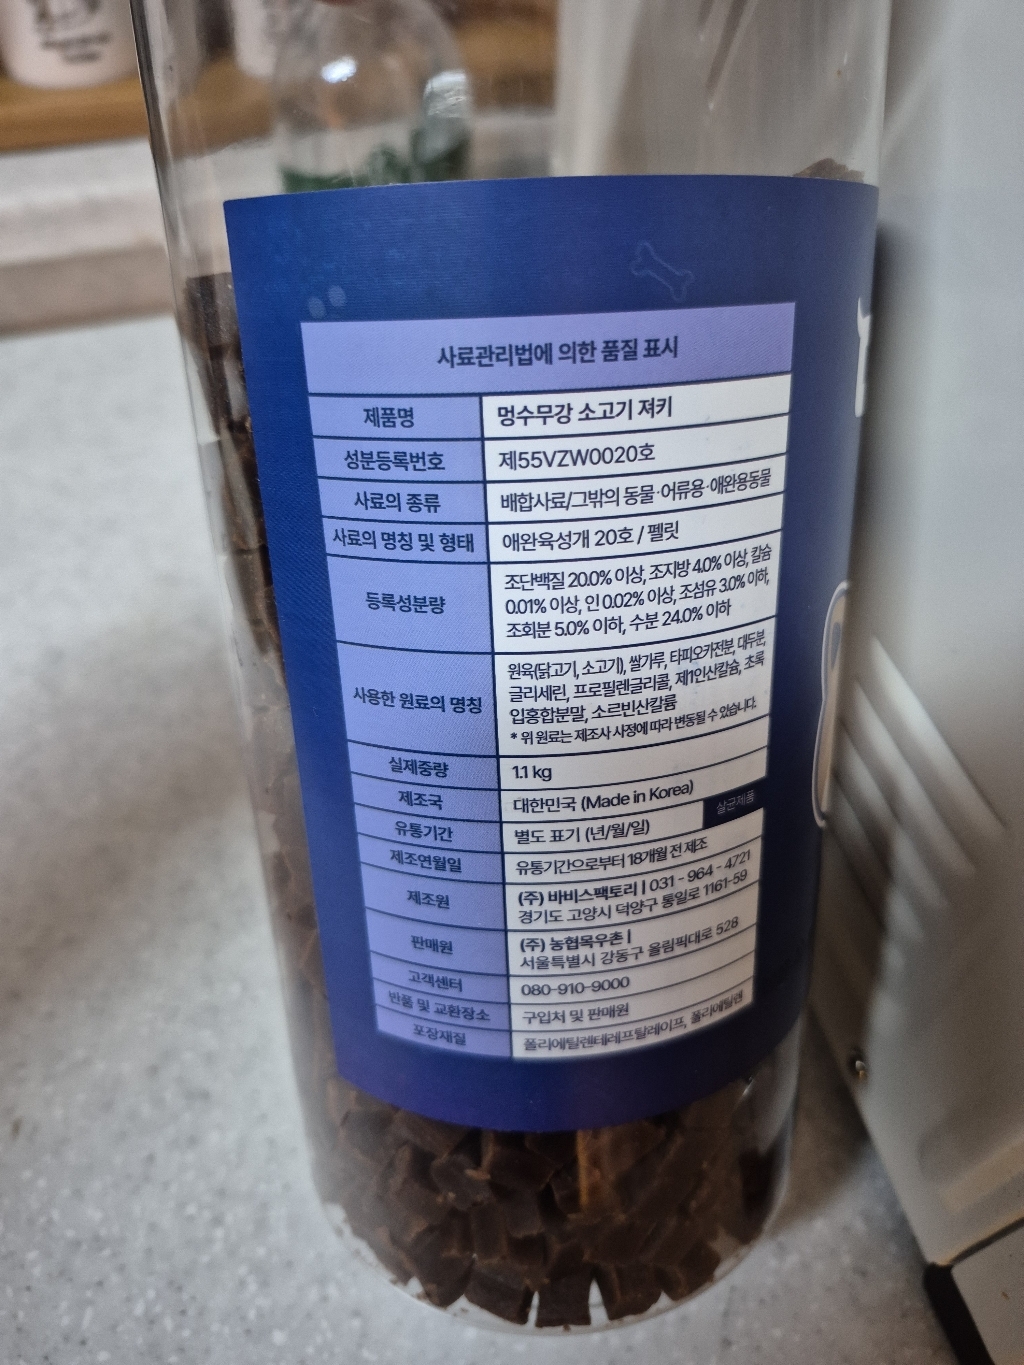 사료관리법에 의한 품질 표시
제품명 멍수무강 소고기 져키
성분등록번호 제55VZW0020호
사료의 종류 배합사료/그밖의 동물·어류용·애완용동물
사료의 명칭 및 형태 애완육성개 20호 / 펠릿
등록성분량 조단백질 20.0% 이상, 조지방 4.0% 이상, 칼슘
0.01% 이상, 인 0.02% 이상, 조섬유 3.0% 이하,
조회분 5.0% 이하, 수분 24.0% 이하
사용한 원료의 명칭 원육(닭고기, 소고기), 쌀가루, 타피오카전분, 대두분,
글리세린, 프로필렌글리콜, 제1인산칼슘, 초록
입홍합분말, 소르빈산칼륨
* 위 원료는 제조사 사정에 따라 변동될 수 있습니다.
실제중량 1.1 kg
제조국 대한민국 (Made in Korea)
유통기간 별도 표기 (년/월/일) 살균제품
제조연월일 유통기간으로부터 18개월 전 제조
제조원 (주) 바비스팩토리 | 031 - 964 - 4721
경기도 고양시 덕양구 통일로 1161-59
판매원 (주) 농협목우촌 |
서울특별시 강동구 올림픽대로 528
고객센터 080-910-9000
반품 및 교환장소 구입처 및 판매원
포장재질 폴리에틸렌테레프탈레이트, 폴리에틸렌